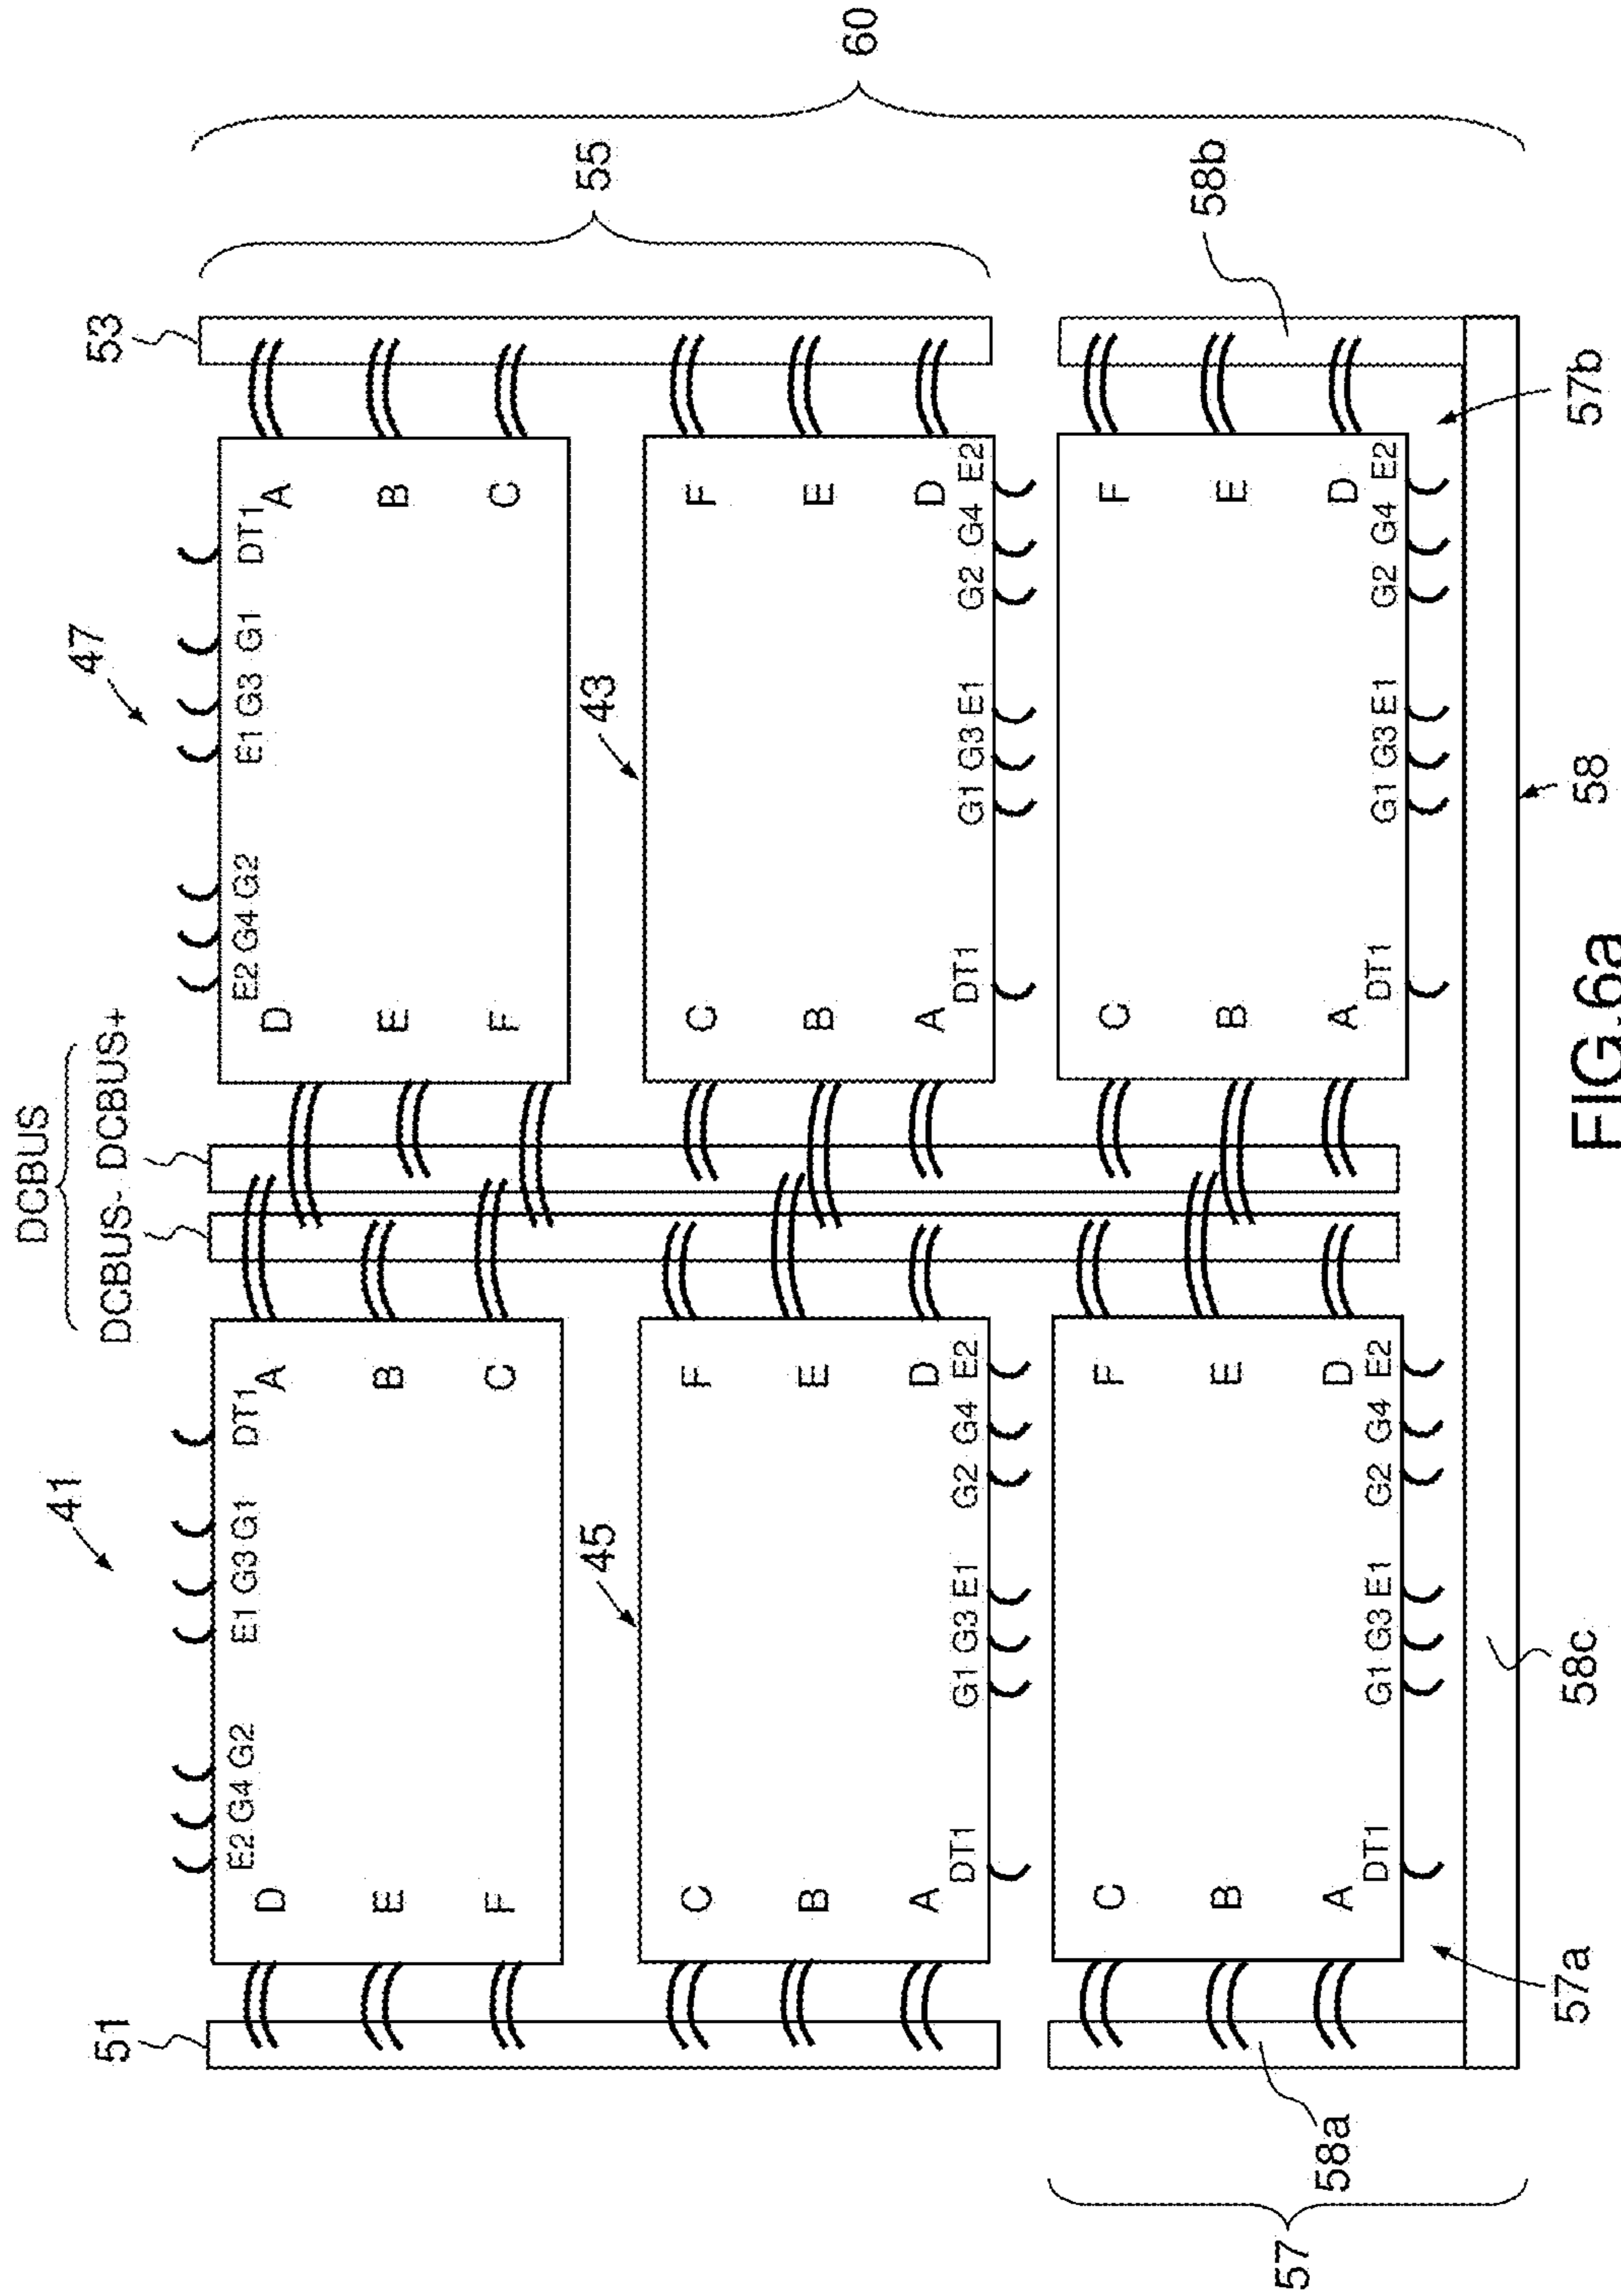 DCBUS
41 47
51 DCBUS- DCBUS+ 53
E2 G4 G2 E1 G3 G1 DT1 E2 G4 G2 E1 G3 G1 DT1
D A D A
E B E B
F C F C
45 43 55
C F C F
B E B E
60
A D A D
DT1 G1 G3 E1 G2 G4 E2 DT1 G1 G3 E1 G2 G4 E2
C F C F
B E B E 58b
57
58a A D A D
DT1 G1 G3 E1 G2 G4 E2 DT1 G1 G3 E1 G2 G4 E2
57a 58c 58 57b
FIG.6a